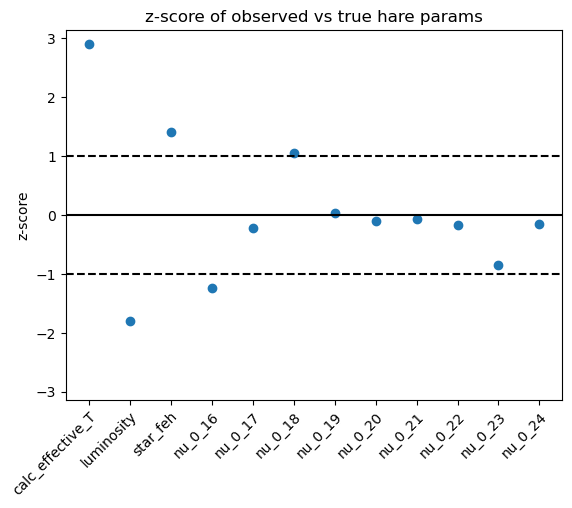 z-score of observed vs true hare params
3
2
1
0
−1
−2
−3
z-score
calc_effective_T
luminosity
star_feh
nu_0_16
nu_0_17
nu_0_18
nu_0_19
nu_0_20
nu_0_21
nu_0_22
nu_0_23
nu_0_24